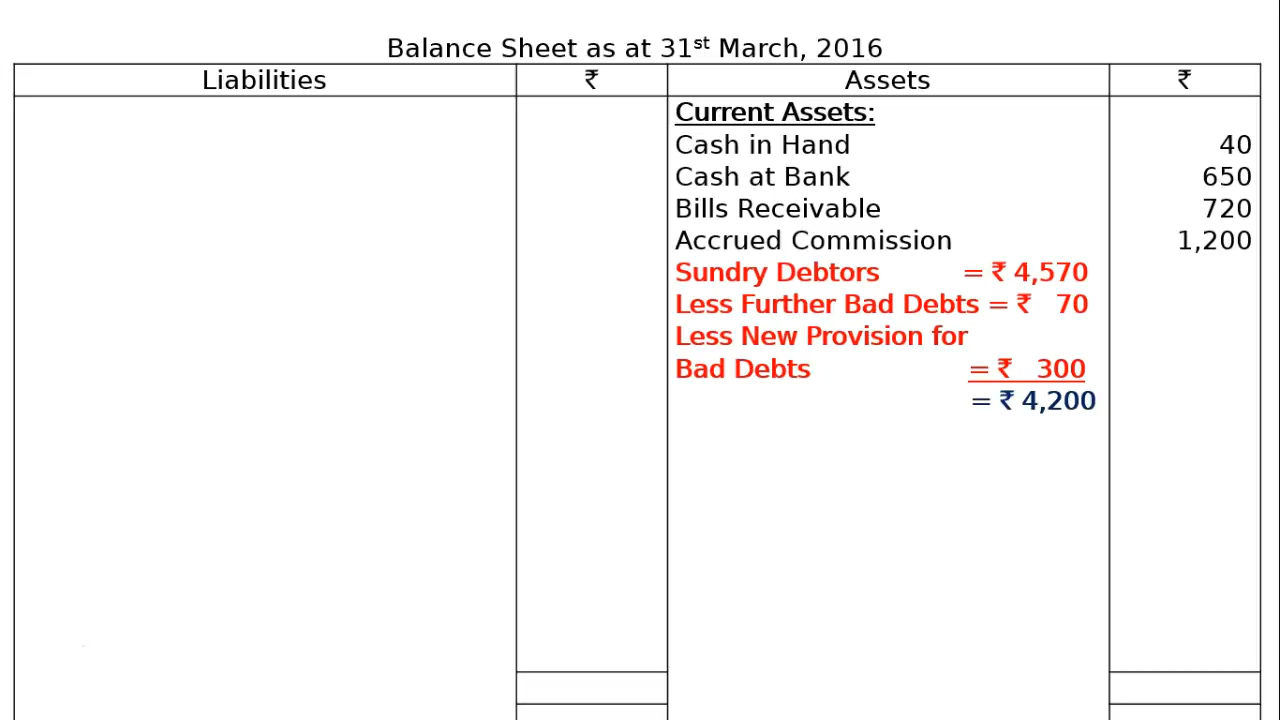 Balance Sheet as at 31st March, 2016
Liabilities ₹ Assets ₹
Current Assets:
Cash in Hand 40
Cash at Bank 650
Bills Receivable 720
Accrued Commission 1,200
Sundry Debtors = ₹ 4,570
Less Further Bad Debts = ₹ 70
Less New Provision for
Bad Debts = ₹ 300
= ₹ 4,200